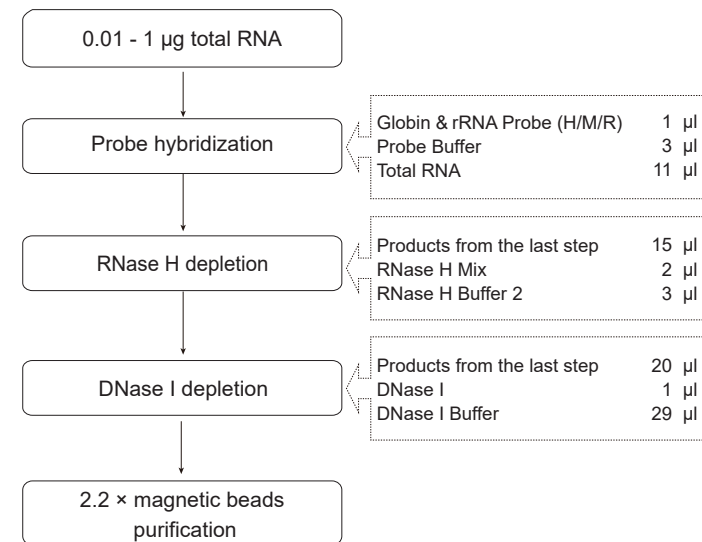 0.01 - 1 µg total RNA
Probe hybridization
Globin & rRNA Probe (H/M/R) 1 µl
Probe Buffer 3 µl
Total RNA 11 µl
RNase H depletion
Products from the last step 15 µl
RNase H Mix 2 µl
RNase H Buffer 2 3 µl
DNase I depletion
Products from the last step 20 µl
DNase I 1 µl
DNase I Buffer 29 µl
2.2 × magnetic beads
purification